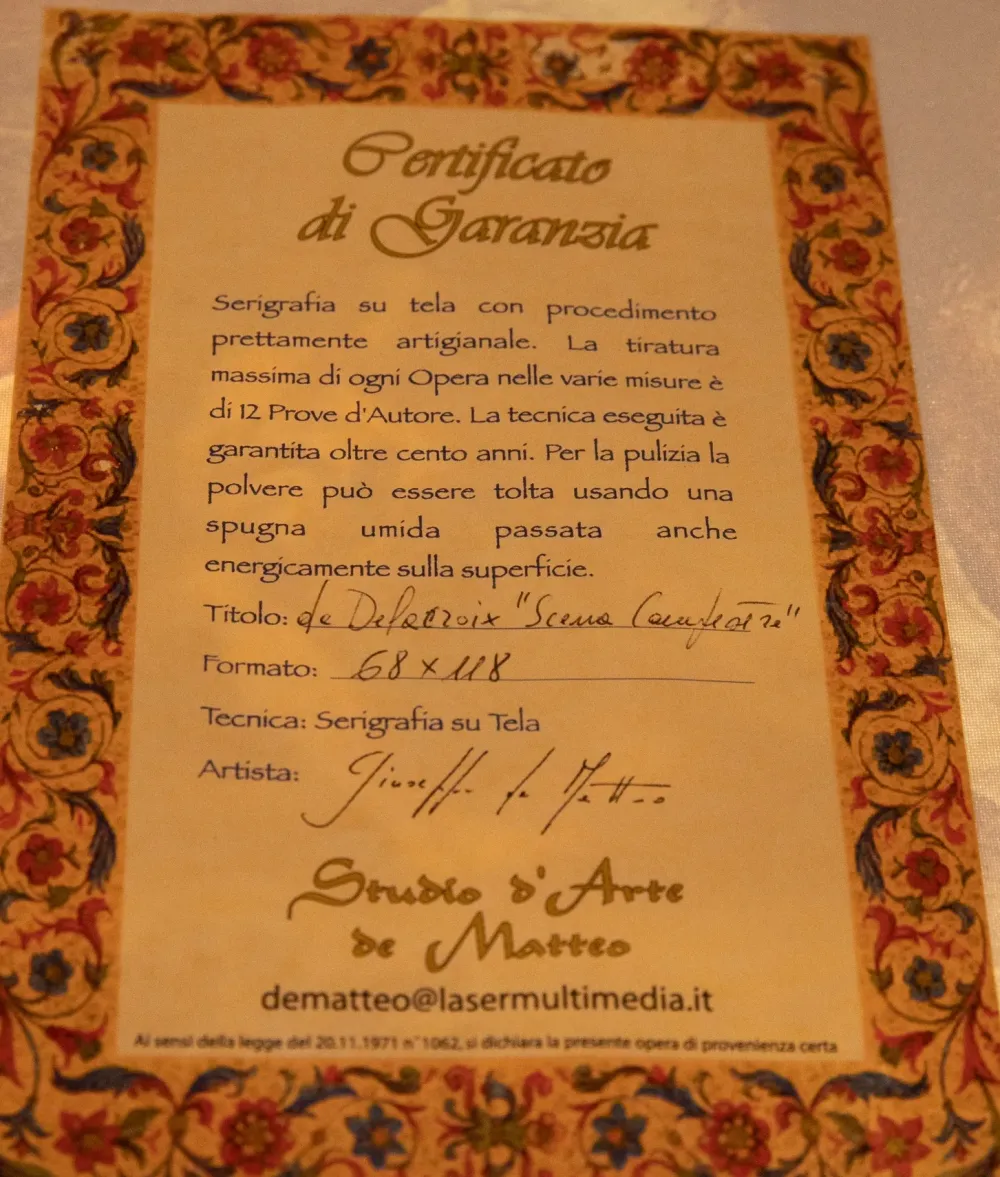 Certificato
di Garanzia
Serigrafia su tela con procedimento
prettamente artigianale. La tiratura
massima di ogni Opera nelle varie misure è
di 12 Prove d'Autore. La tecnica eseguita è
garantita oltre cento anni. Per la pulizia la
polvere può essere tolta usando una
spugna umida passata anche
energicamente sulla superficie.
Titolo: da Delacroix "Scena Campestre"
Formato: 68 x 118
Tecnica: Serigrafia su Tela
Artista: Giuseppe de Matteo
Studio d'Arte
de Matteo
dematteo@lasermultimedia.it
Ai sensi della legge del 20.11.1971 n°1062, si dichiara la presente opera di provenienza certa